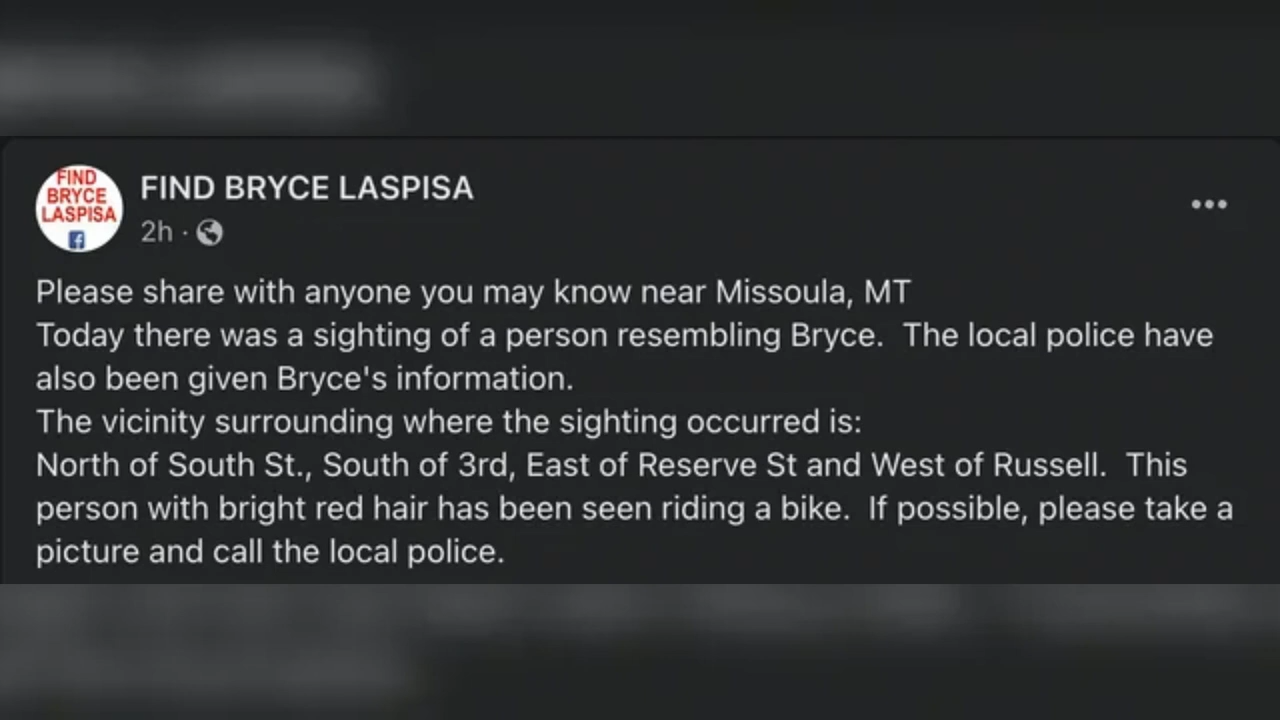 FIND
BRYCE
LASPISA
f
FIND BRYCE LASPISA
2h ·
Please share with anyone you may know near Missoula, MT
Today there was a sighting of a person resembling Bryce.  The local police have
also been given Bryce's information.
The vicinity surrounding where the sighting occurred is:
North of South St., South of 3rd, East of Reserve St and West of Russell.  This
person with bright red hair has been seen riding a bike.  If possible, please take a
picture and call the local police.